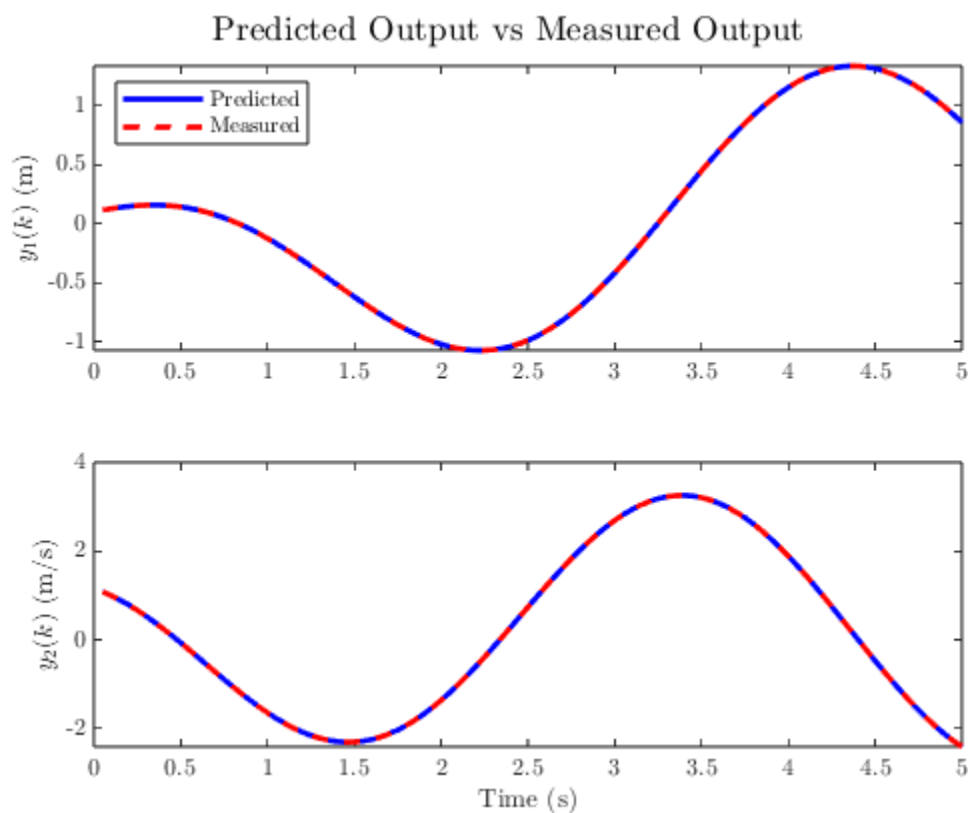 Predicted Output vs Measured Output
Predicted
Measured
y₁(k) (m)
1
0.5
0
-0.5
-1
0 0.5 1 1.5 2 2.5 3 3.5 4 4.5 5
y₂(k) (m/s)
4
2
0
-2
0 0.5 1 1.5 2 2.5 3 3.5 4 4.5 5
Time (s)